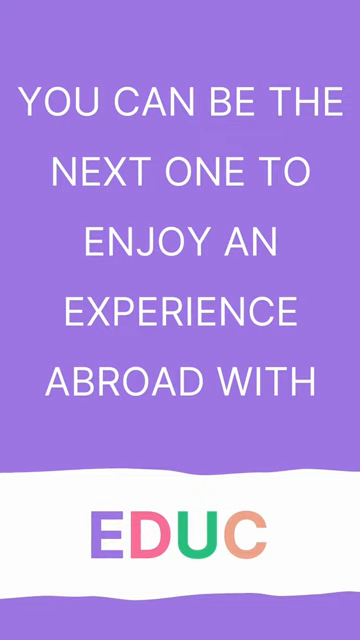 YOU CAN BE THE
NEXT ONE TO
ENJOY AN
EXPERIENCE
ABROAD WITH
EDUC